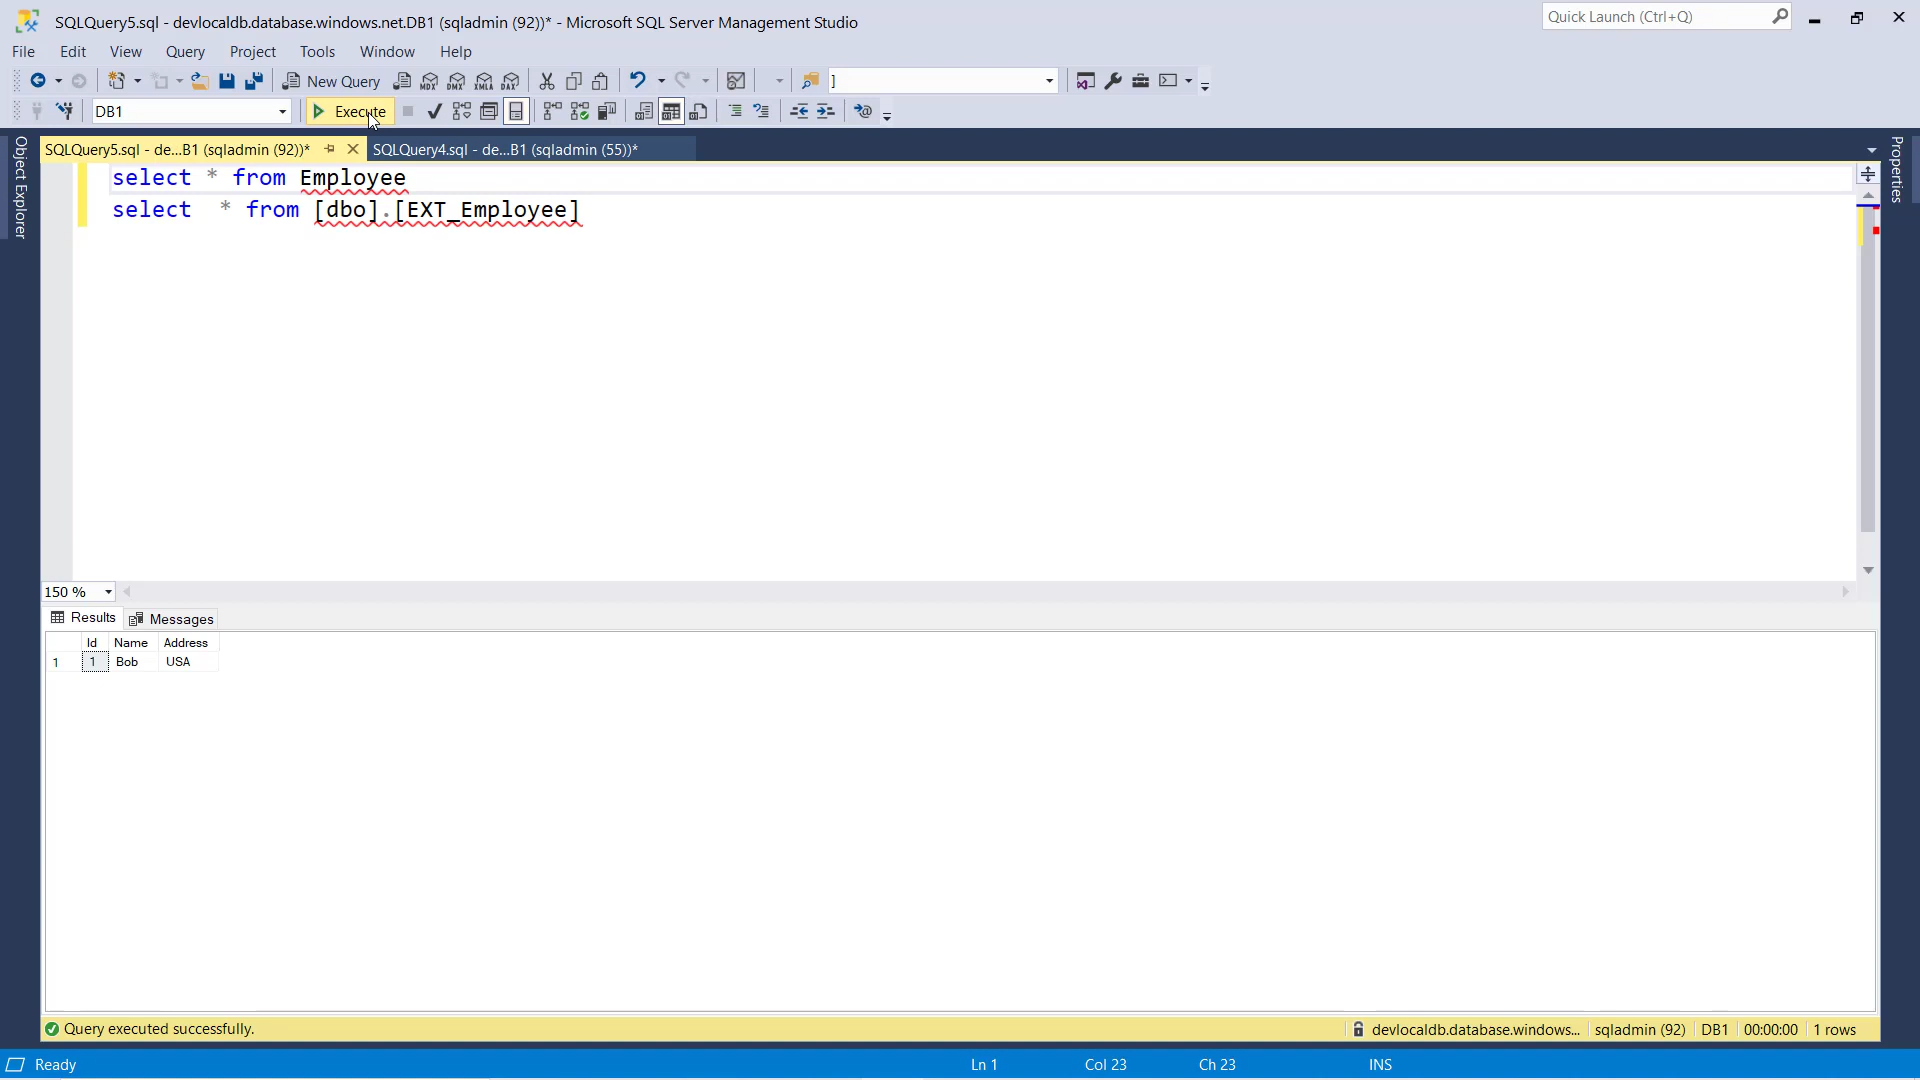 SQLQuery5.sql - devlocaldb.database.windows.net.DB1 (sqladmin (92))* - Microsoft SQL Server Management Studio
Quick Launch (Ctrl+Q)
File Edit View Query Project Tools Window Help
New Query MDX DMX XMLA DAX ]
DB1 Execute
SQLQuery5.sql - de...B1 (sqladmin (92))* SQLQuery4.sql - de...B1 (sqladmin (55))*
Object Explorer
Properties
select * from Employee
select  * from [dbo].[EXT_Employee]
150 %
Results Messages
Id Name Address
1 1 Bob USA
Query executed successfully. devlocaldb.database.windows... sqladmin (92) DB1 00:00:00 1 rows
Ready Ln 1 Col 23 Ch 23 INS